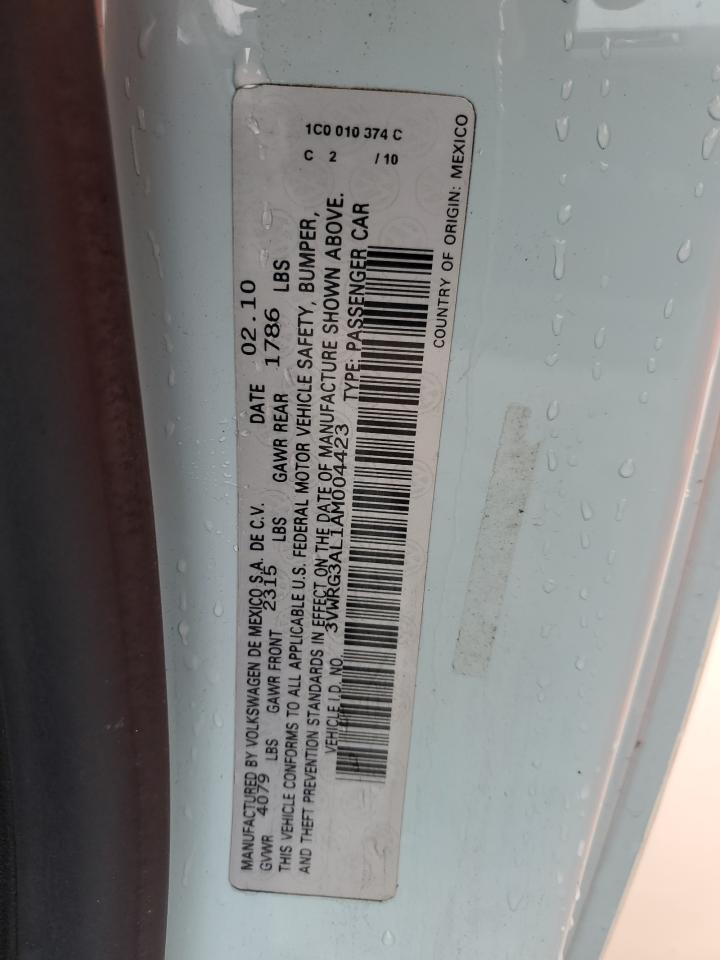 MANUFACTURED BY VOLKSWAGEN DE MEXICO S.A. DE C.V. DATE 02.10
GVWR 4079 LBS GAWR FRONT 2315 LBS GAWR REAR 1786 LBS
THIS VEHICLE CONFORMS TO ALL APPLICABLE U.S. FEDERAL MOTOR VEHICLE SAFETY, BUMPER,
AND THEFT PREVENTION STANDARDS IN EFFECT ON THE DATE OF MANUFACTURE SHOWN ABOVE.
VEHICLE I.D. NO. 3VWRG3AL1AM004423 TYPE: PASSENGER CAR
COUNTRY OF ORIGIN: MEXICO
1C0 010 374 C
C 2 /10